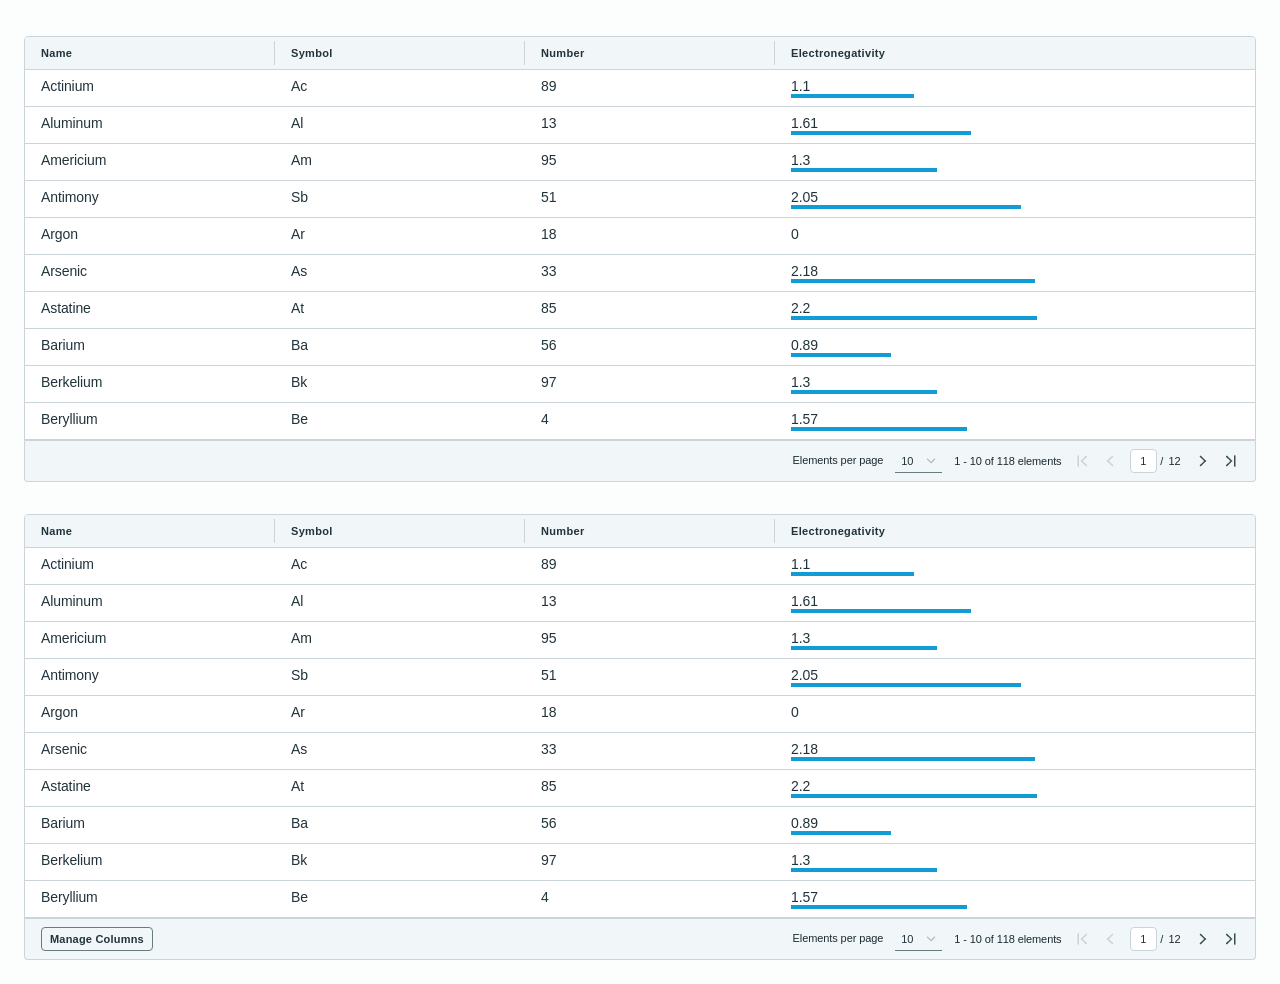 Name Symbol Number Electronegativity
Actinium Ac 89 1.1
Aluminum Al 13 1.61
Americium Am 95 1.3
Antimony Sb 51 2.05
Argon Ar 18 0
Arsenic As 33 2.18
Astatine At 85 2.2
Barium Ba 56 0.89
Berkelium Bk 97 1.3
Beryllium Be 4 1.57
Elements per page 10 1 - 10 of 118 elements 1 / 12
Name Symbol Number Electronegativity
Actinium Ac 89 1.1
Aluminum Al 13 1.61
Americium Am 95 1.3
Antimony Sb 51 2.05
Argon Ar 18 0
Arsenic As 33 2.18
Astatine At 85 2.2
Barium Ba 56 0.89
Berkelium Bk 97 1.3
Beryllium Be 4 1.57
Manage Columns Elements per page 10 1 - 10 of 118 elements 1 / 12